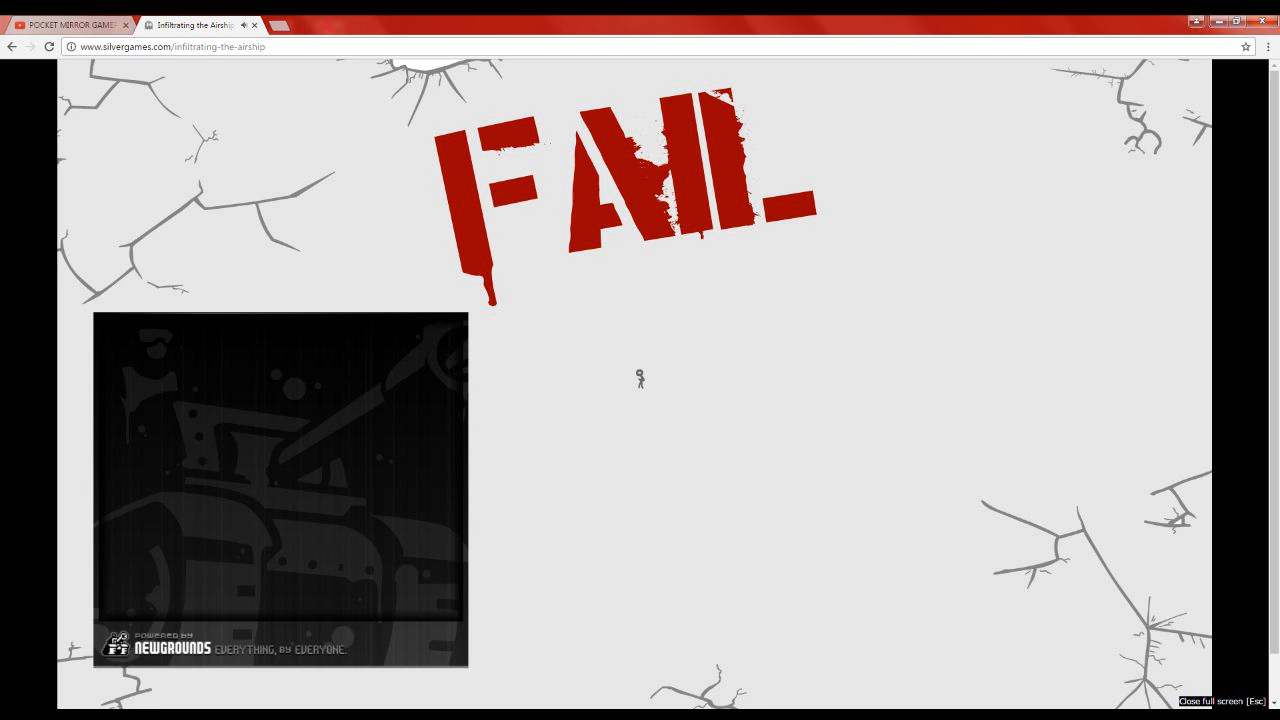 POCKET MIRROR GAME
Infiltrating the Airship
www.silvergames.com/infiltrating-the-airship
FAIL
POWERED BY
NEWGROUNDS EVERYTHING, BY EVERYONE.
Close full screen [Esc]